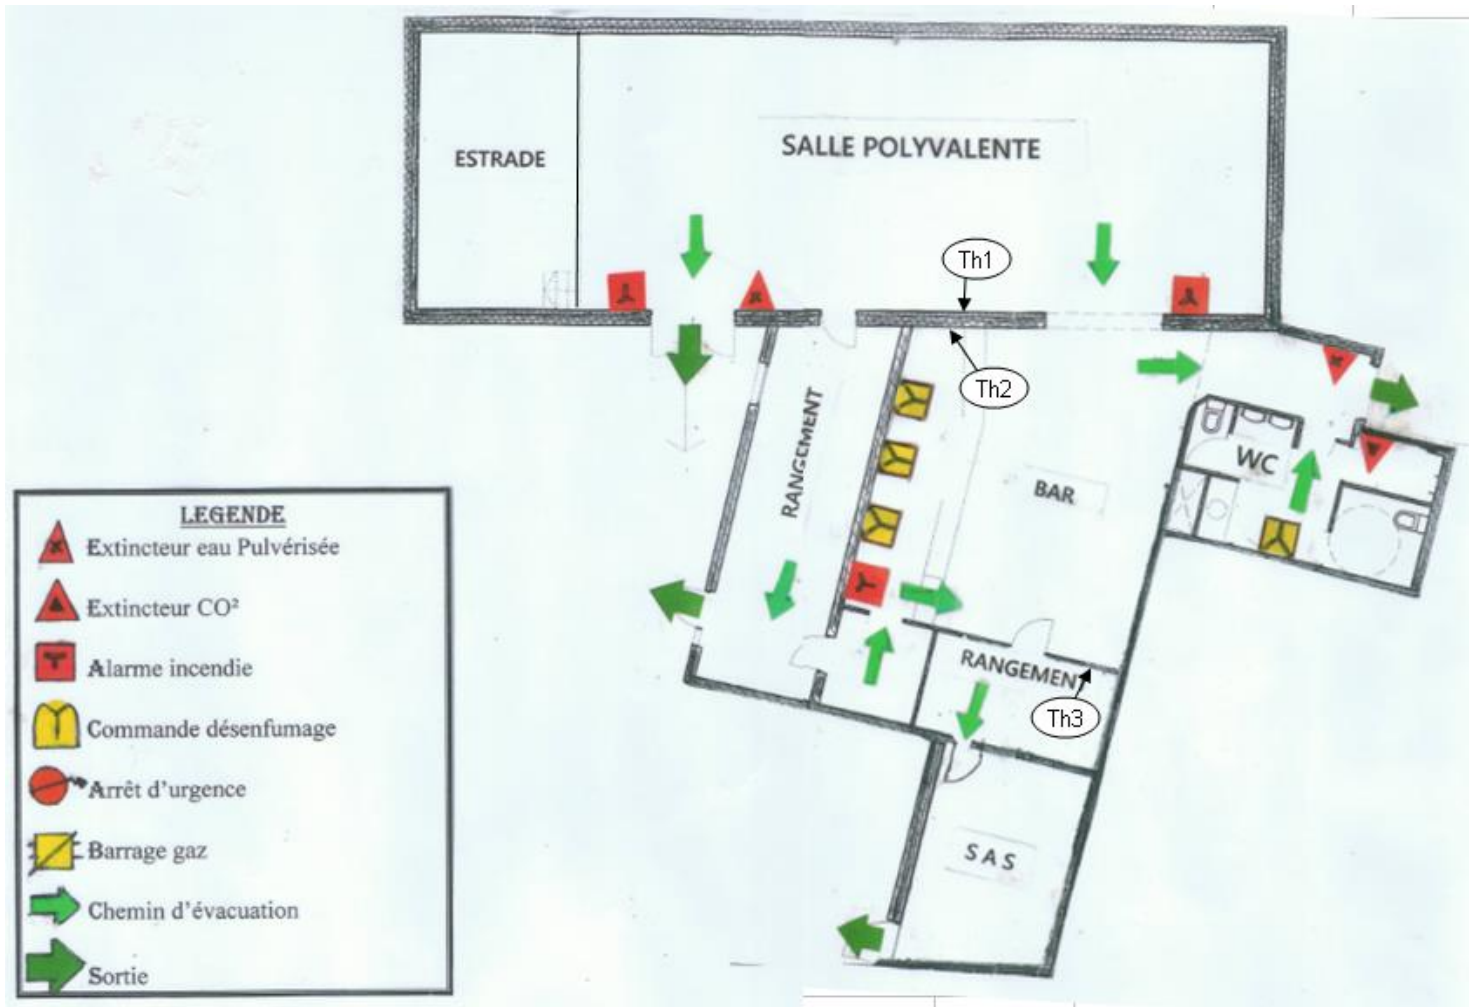 ESTRADE
SALLE POLYVALENTE
Th1
Th2
RANGEMENT
WC
BAR
RANGEMENT
Th3
SAS
LEGENDE
Extincteur eau Pulvérisée
Extincteur CO²
Alarme incendie
Commande désenfumage
Arrêt d'urgence
Barrage gaz
Chemin d'évacuation
Sortie